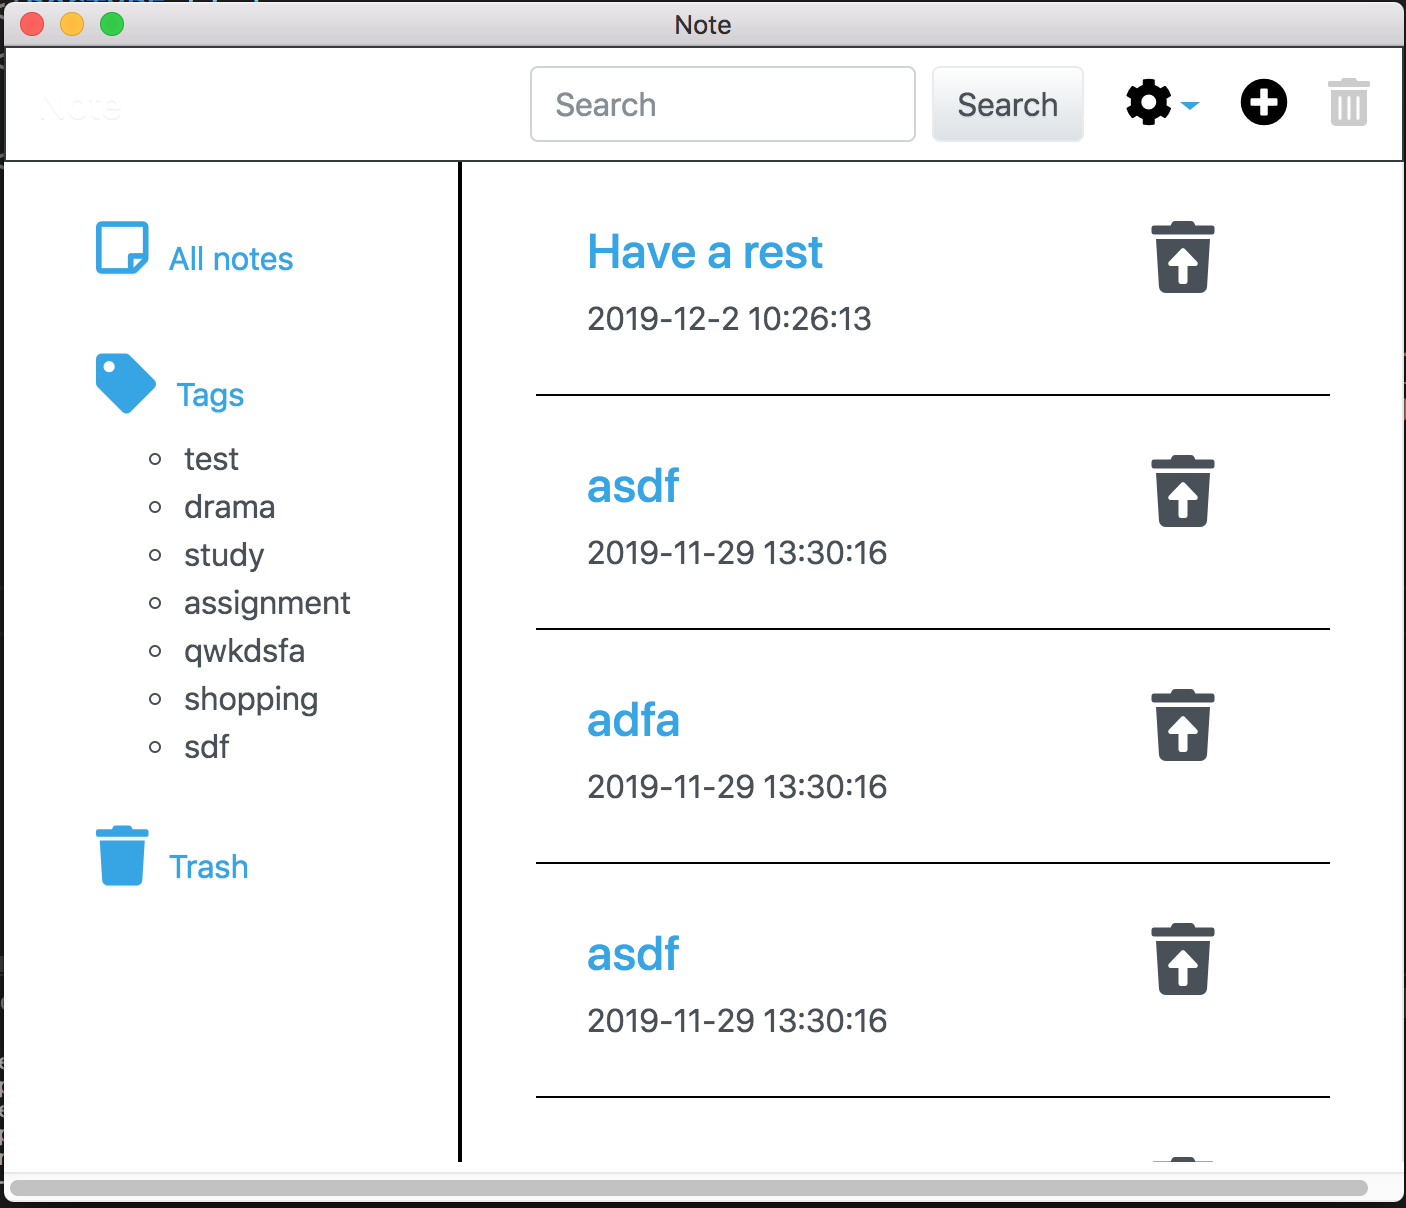 Note
Note
Search
Search
All notes
Tags
test
drama
study
assignment
qwkdsfa
shopping
sdf
Trash
Have a rest
2019-12-2 10:26:13
asdf
2019-11-29 13:30:16
adfa
2019-11-29 13:30:16
asdf
2019-11-29 13:30:16